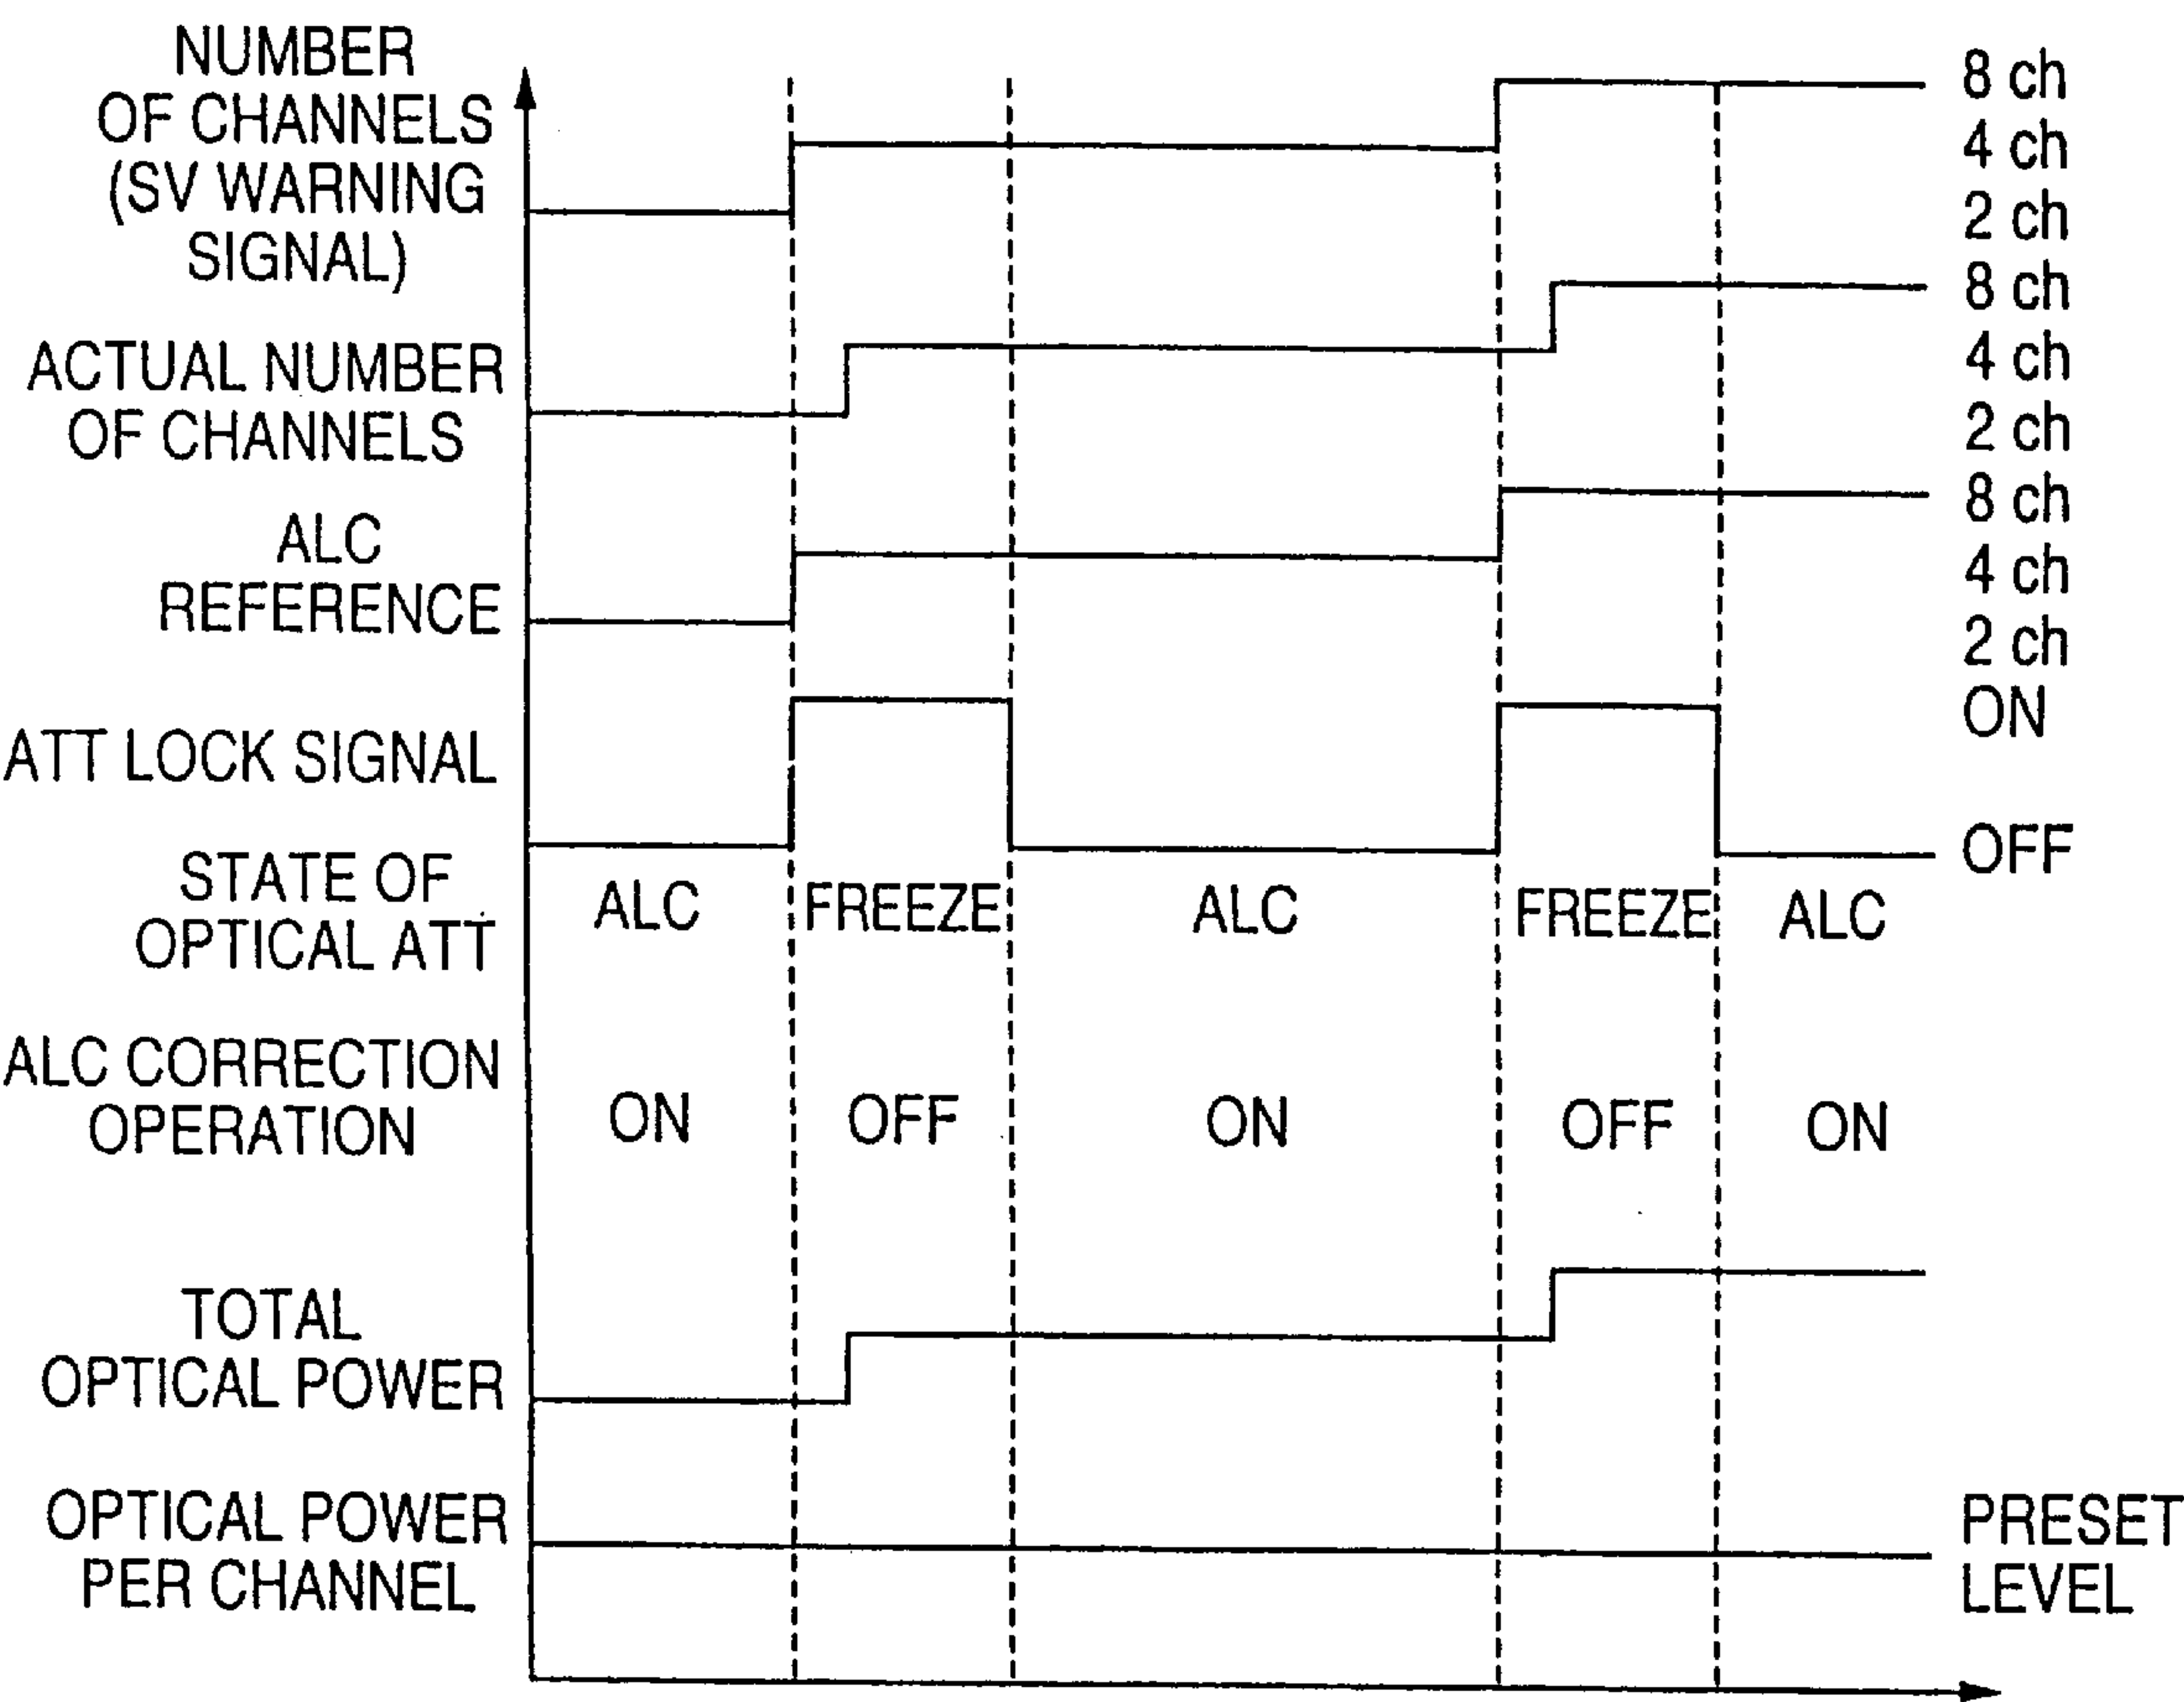 NUMBER
OF CHANNELS
(SV WARNING
SIGNAL)
8 ch
4 ch
2 ch
ACTUAL NUMBER
OF CHANNELS
8 ch
4 ch
2 ch
ALC
REFERENCE
8 ch
4 ch
2 ch
ATT LOCK SIGNAL
ON
OFF
STATE OF
OPTICAL ATT
ALC
FREEZE
ALC
FREEZE
ALC
ALC CORRECTION
OPERATION
ON
OFF
ON
OFF
ON
TOTAL
OPTICAL POWER
OPTICAL POWER
PER CHANNEL
PRESET
LEVEL